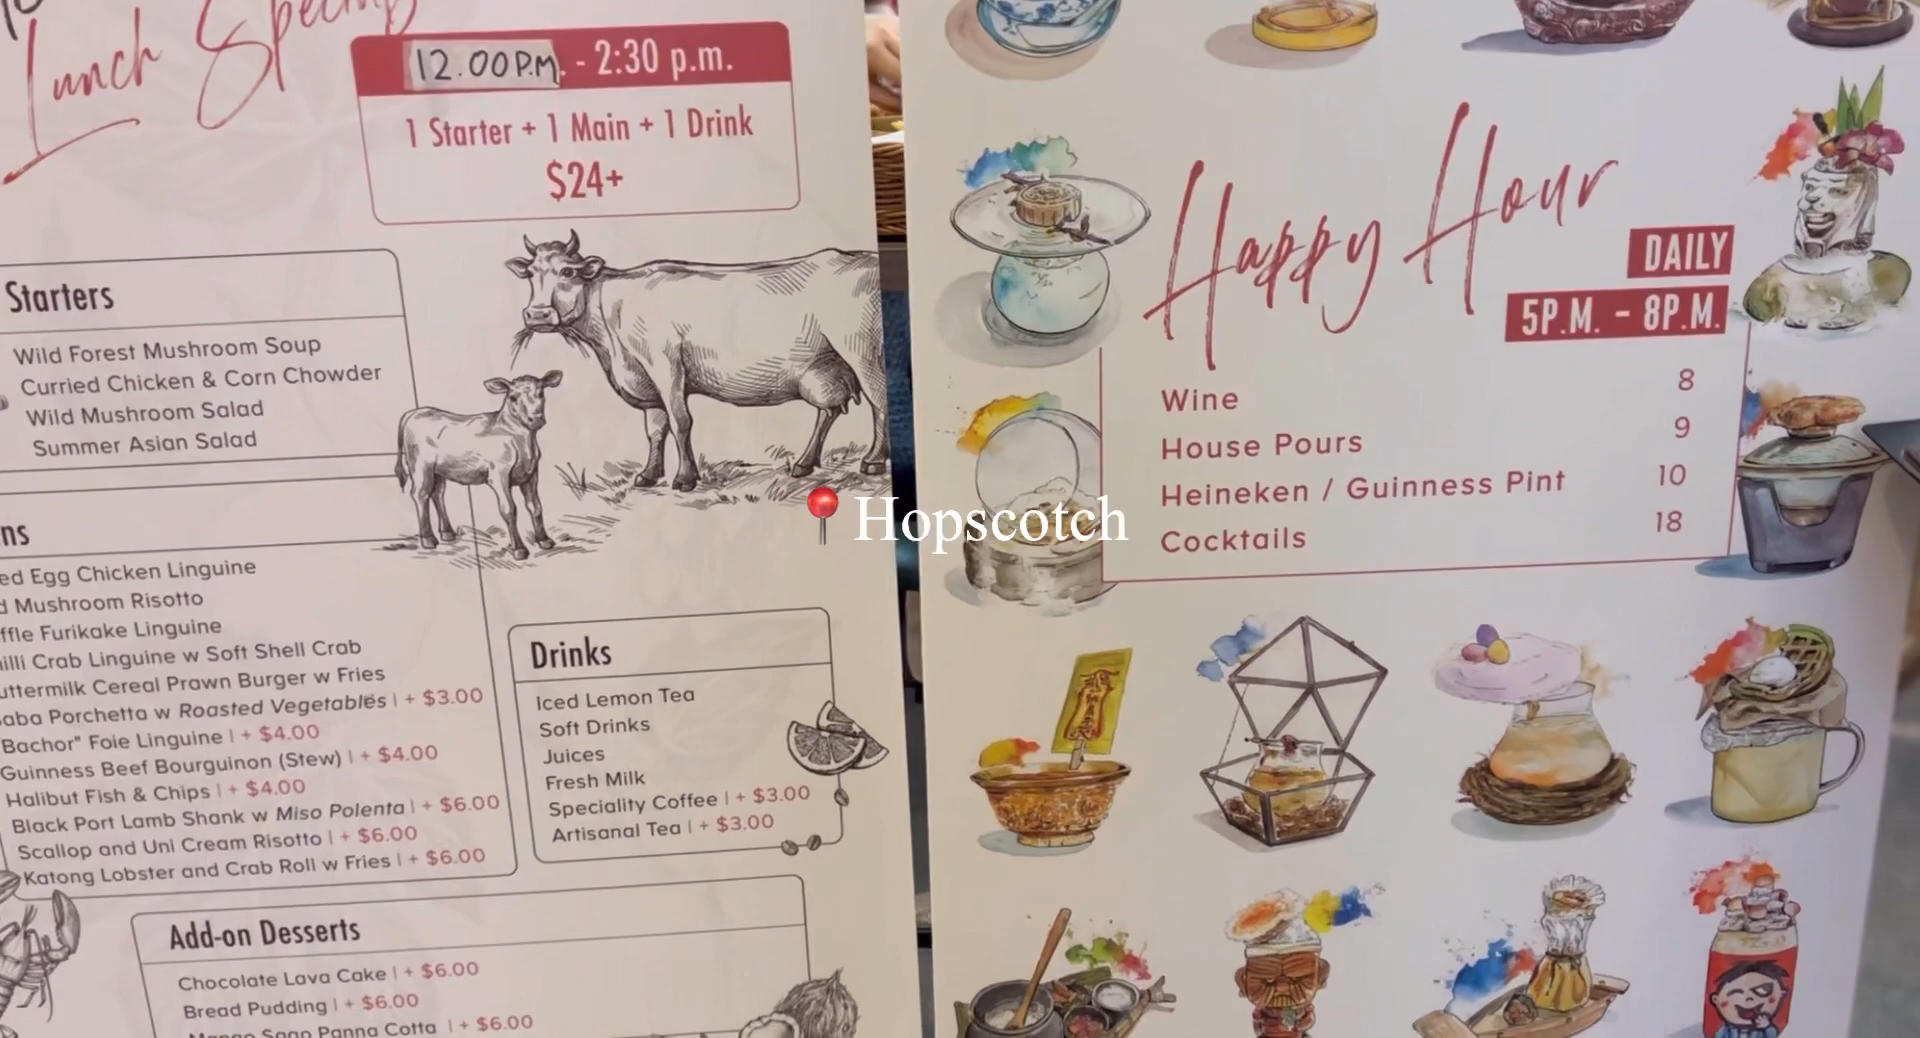 Lunch Special
12.00 P.M. - 2:30 p.m.
1 Starter + 1 Main + 1 Drink
$24+
Starters
Wild Forest Mushroom Soup
Curried Chicken & Corn Chowder
Wild Mushroom Salad
Summer Asian Salad
Egg Chicken Linguine
Mushroom Risotto
Furikake Linguine
Crab Linguine w Soft Shell Crab
Cereal Prawn Burger w Fries
Porchetta w Roasted Vegetables | + $3.00
Bachor" Foie Linguine | + $4.00
Guinness Beef Bourguinon (Stew) | + $4.00
Halibut Fish & Chips | + $4.00
Black Port Lamb Shank w Miso Polenta | + $6.00
Scallop and Uni Cream Risotto | + $6.00
Katong Lobster and Crab Roll w Fries | + $6.00
Drinks
Iced Lemon Tea
Soft Drinks
Juices
Fresh Milk
Speciality Coffee | + $3.00
Artisanal Tea | + $3.00
Add-on Desserts
Chocolate Lava Cake | + $6.00
Bread Pudding | + $6.00
Mango Sago Panna Cotta | + $6.00
📍 Hopscotch
Happy Hour
DAILY
5P.M. - 8P.M.
Wine 8
House Pours 9
Heineken / Guinness Pint 10
Cocktails 18